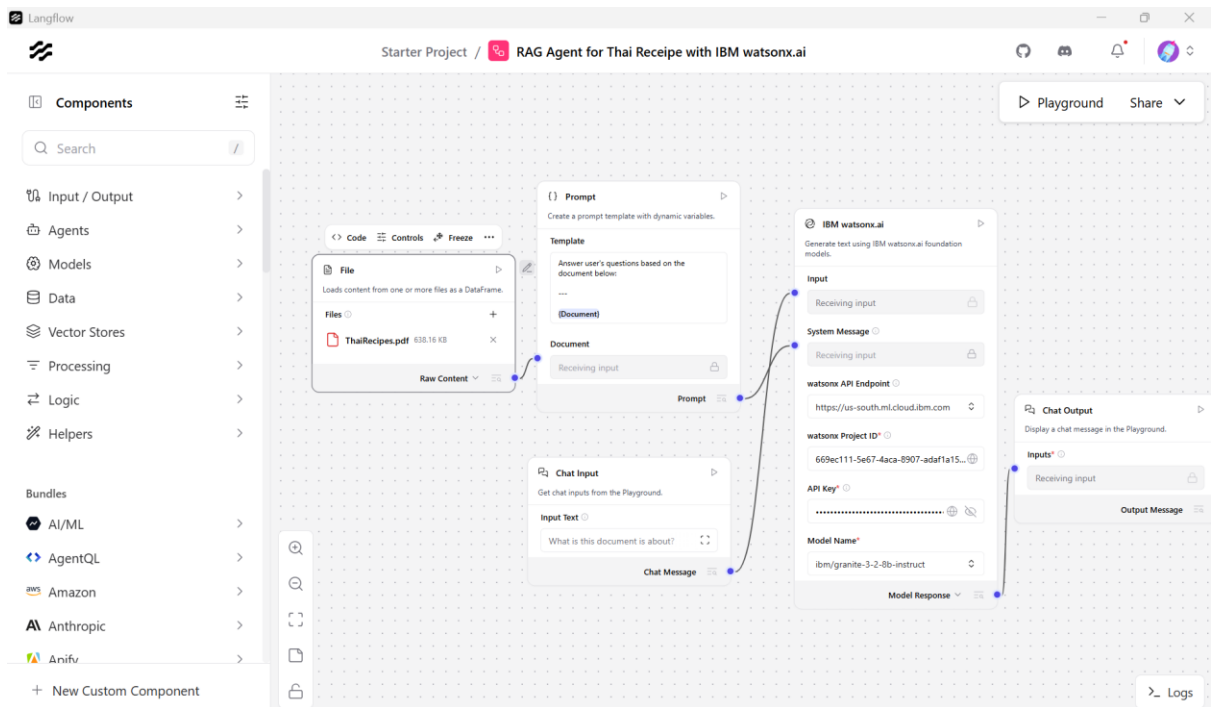 Langflow
Starter Project / RAG Agent for Thai Receipe with IBM watsonx.ai
Components
Search
/
Input / Output
Agents
Models
Data
Vector Stores
Processing
Logic
Helpers
Bundles
AI/ML
AgentQL
aws Amazon
Anthropic
Apify
+ New Custom Component
Playground
Share
Code
Controls
Freeze
File
Loads content from one or more files as a DataFrame.
Files
ThaiRecipes.pdf 638.16 KB
Raw Content
{} Prompt
Create a prompt template with dynamic variables.
Template
Answer user's questions based on the
document below:
---
{Document}
Document
Receiving input
Prompt
Chat Input
Get chat inputs from the Playground.
Input Text
What is this document is about?
Chat Message
IBM watsonx.ai
Generate text using IBM watsonx.ai foundation
models.
Input
Receiving input
System Message
Receiving input
watsonx API Endpoint
https://us-south.ml.cloud.ibm.com
watsonx Project ID*
669ec111-5e67-4aca-8907-adaf1a15...
API Key*
Model Name*
ibm/granite-3-2-8b-instruct
Model Response
Chat Output
Display a chat message in the Playground.
Inputs*
Receiving input
Output Message
>_ Logs